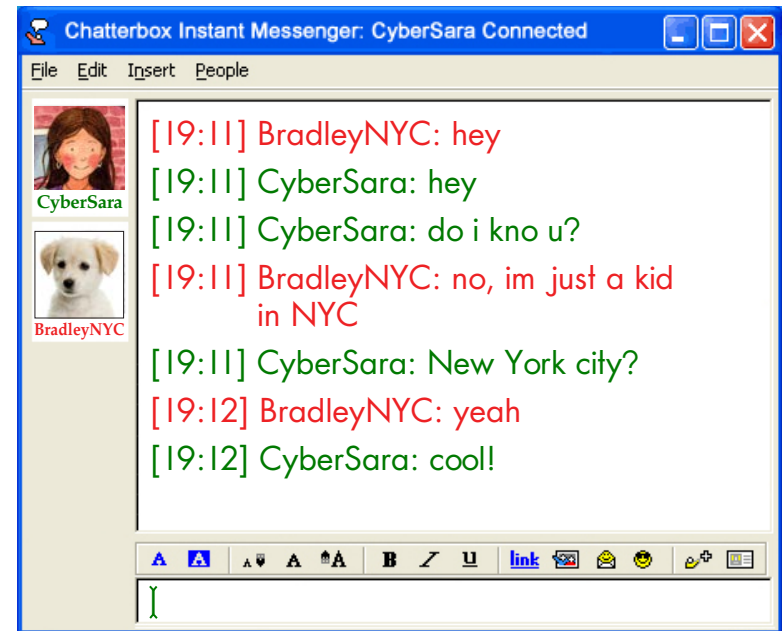 Chatterbox Instant Messenger: CyberSara Connected
File Edit Insert People
CyberSara
BradleyNYC
[19:11] BradleyNYC: hey
[19:11] CyberSara: hey
[19:11] CyberSara: do i kno u?
[19:11] BradleyNYC: no, im just a kid
in NYC
[19:11] CyberSara: New York city?
[19:12] BradleyNYC: yeah
[19:12] CyberSara: cool!
A A A A A B I U link